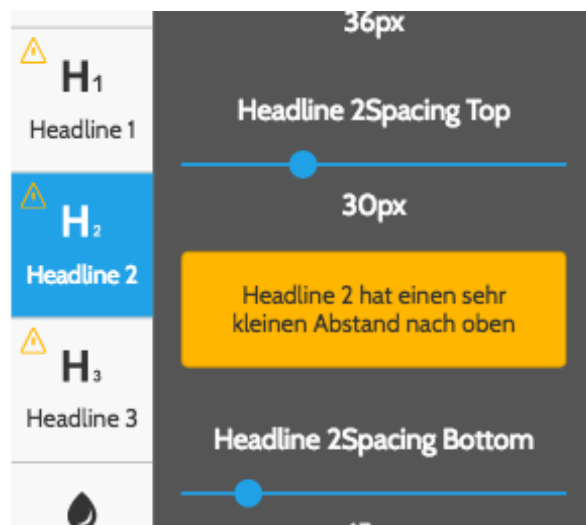 36px
H1
Headline 1
Headline 2Spacing Top
30px
H2
Headline 2
Headline 2 hat einen sehr
kleinen Abstand nach oben
H3
Headline 3
Headline 2Spacing Bottom